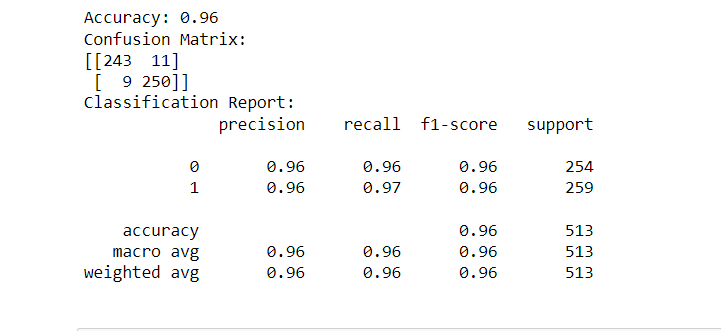 Accuracy: 0.96
Confusion Matrix:
[[243  11]
 [  9 250]]
Classification Report:
              precision    recall  f1-score   support

           0       0.96      0.96      0.96       254
           1       0.96      0.97      0.96       259

    accuracy                           0.96       513
   macro avg       0.96      0.96      0.96       513
weighted avg       0.96      0.96      0.96       513